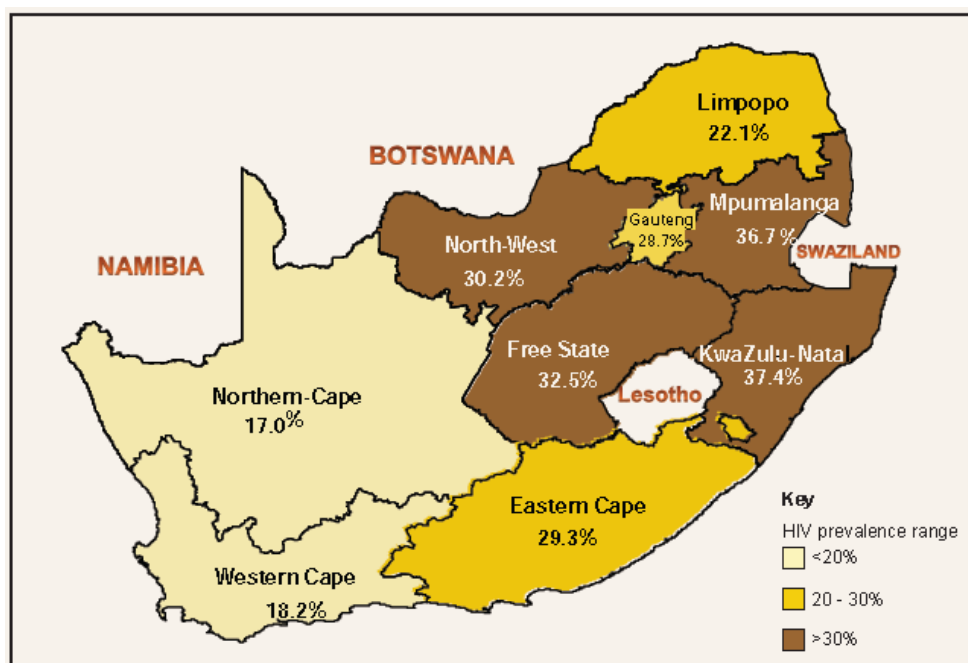 Limpopo
22.1%
BOTSWANA
Mpumalanga
36.7 %
Gauteng
28.7%
North-West
30.2%
SWAZILAND
NAMIBIA
Free State
32.5%
KwaZulu-Natal
37.4%
Lesotho
Northern-Cape
17.0%
Eastern Cape
29.3%
Western Cape
18.2%
Key
HIV prevalence range
<20%
20 - 30%
>30%